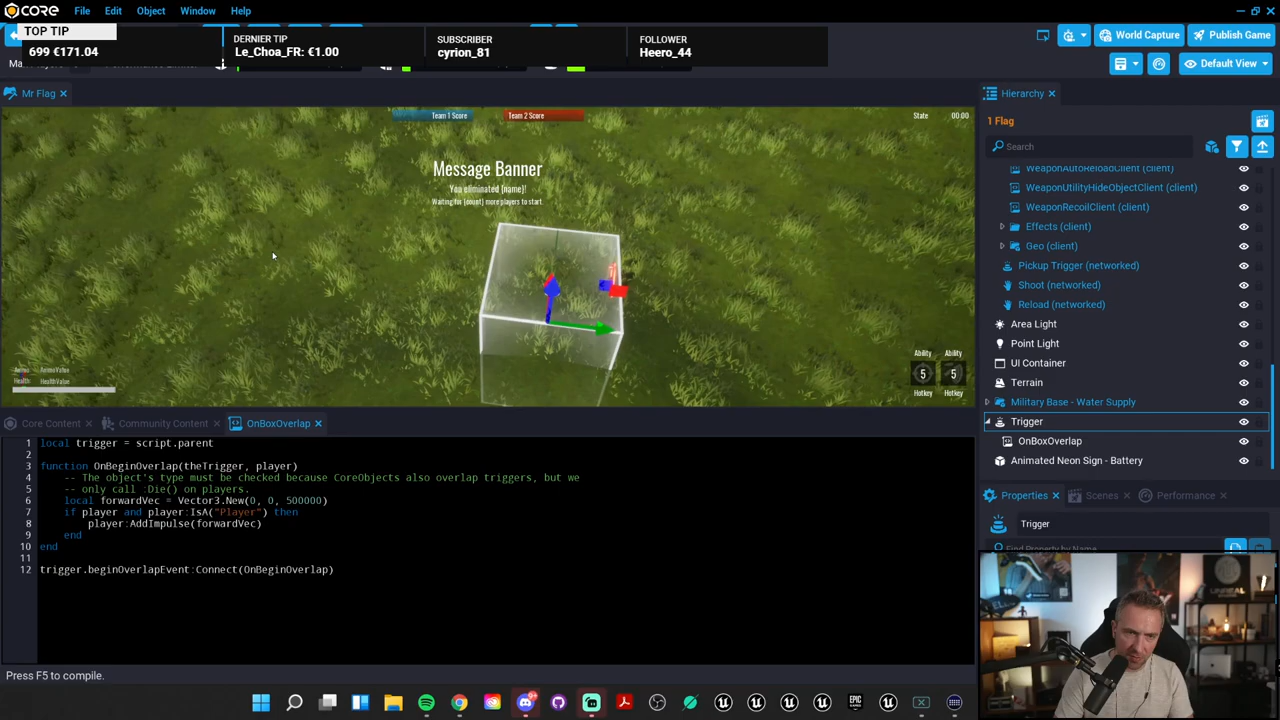 CORE File Edit Object Window Help
TOP TIP
699 €171.04
DERNIER TIP
Le_Choa_FR: €1.00
SUBSCRIBER
cyrion_81
FOLLOWER
Heero_44
World Capture
Publish Game
Default View
Mr Flag
Team 1 Score
Team 2 Score
State
00:00
Message Banner
You eliminated {name}!
Waiting for {count} more players to start.
Ammo AmmoValue
Health: HealthValue
Ability Ability
5 5
Hotkey Hotkey
Core Content
Community Content
OnBoxOverlap
1 local trigger = script.parent
2
3 function OnBeginOverlap(theTrigger, player)
4 -- The object's type must be checked because CoreObjects also overlap triggers, but we
5 -- only call :Die() on players.
6 local forwardVec = Vector3.New(0, 0, 500000)
7 if player and player:IsA("Player") then
8 player:AddImpulse(forwardVec)
9 end
10 end
11
12 trigger.beginOverlapEvent:Connect(OnBeginOverlap)
Press F5 to compile.
Hierarchy
1 Flag
Search
WeaponAutoReloadClient (client)
WeaponUtilityHideObjectClient (client)
WeaponRecoilClient (client)
Effects (client)
Geo (client)
Pickup Trigger (networked)
Shoot (networked)
Reload (networked)
Area Light
Point Light
UI Container
Terrain
Military Base - Water Supply
Trigger
OnBoxOverlap
Animated Neon Sign - Battery
Properties
Scenes
Performance
Trigger
Find Property by Name